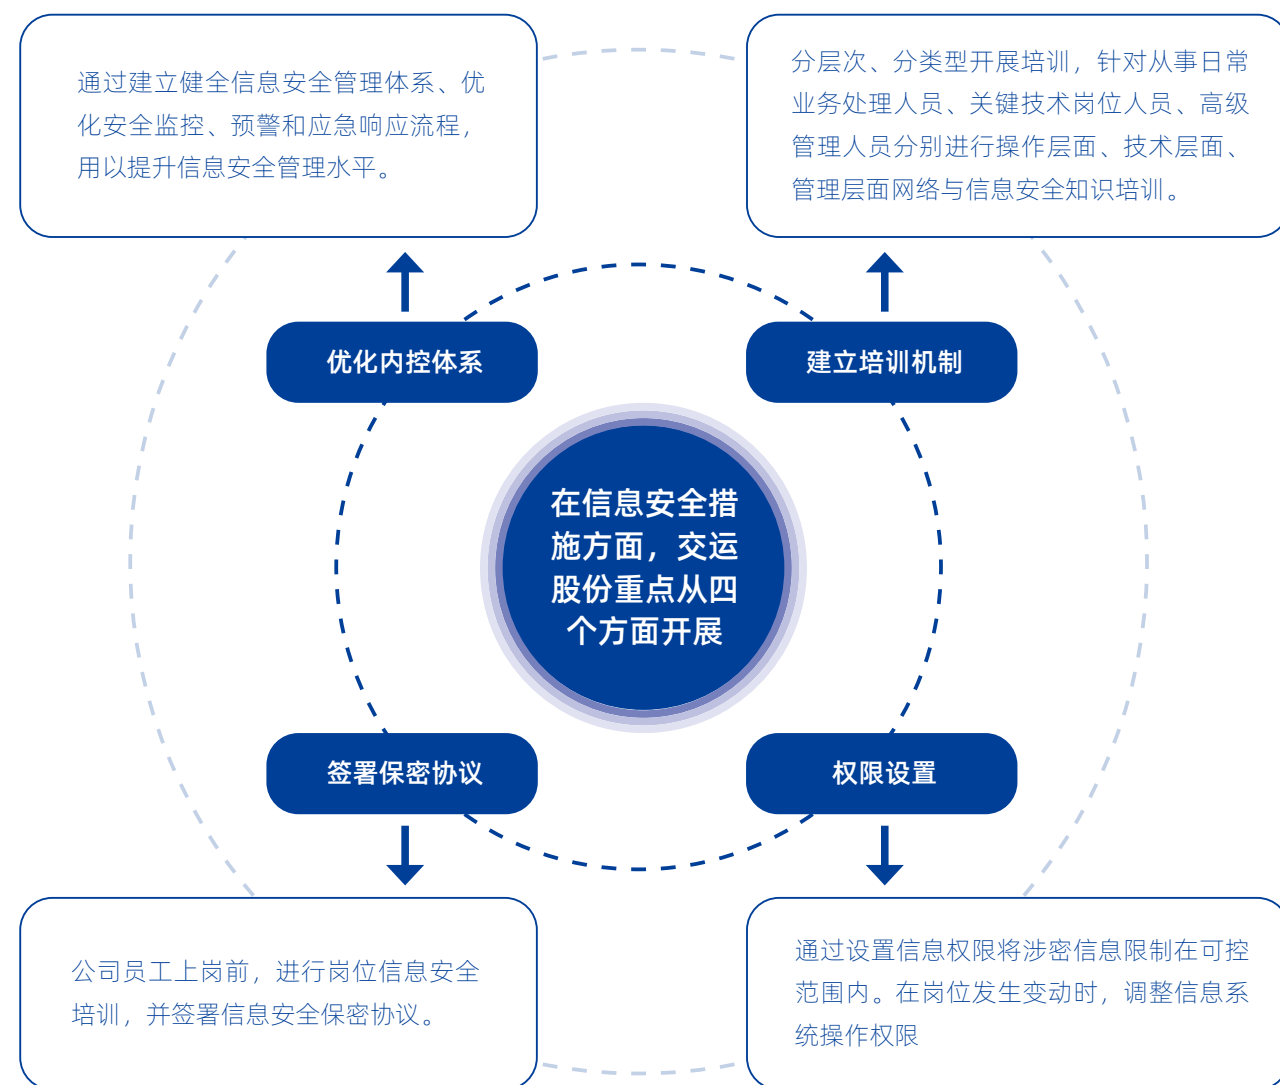 通过建立健全信息安全管理体系、优
化安全监控、预警和应急响应流程，
用以提升信息安全管理水平。
分层次、分类型开展培训，针对从事日常
业务处理人员、关键技术岗位人员、高级
管理人员分别进行操作层面、技术层面、
管理层面网络与信息安全知识培训。
优化内控体系
建立培训机制
在信息安全措
施方面，交运
股份重点从四
个方面开展
签署保密协议
权限设置
公司员工上岗前，进行岗位信息安全
培训，并签署信息安全保密协议。
通过设置信息权限将涉密信息限制在可控
范围内。在岗位发生变动时，调整信息系
统操作权限